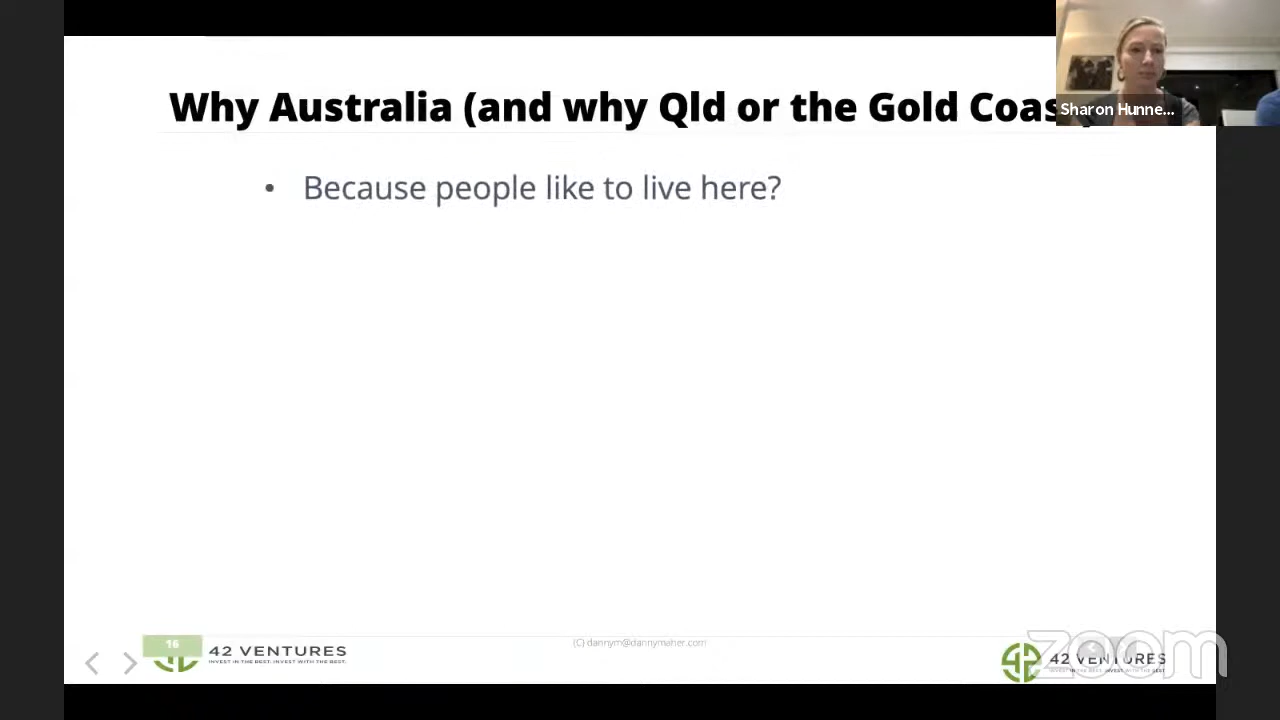 Why Australia (and why Qld or the Gold Coas
Sharon Hunne...
• Because people like to live here?
16
42 VENTURES
INVEST IN THE BEST. INVEST WITH THE BEST.
(C) dannym@dannymaher.com
42 VENTURES
zoom